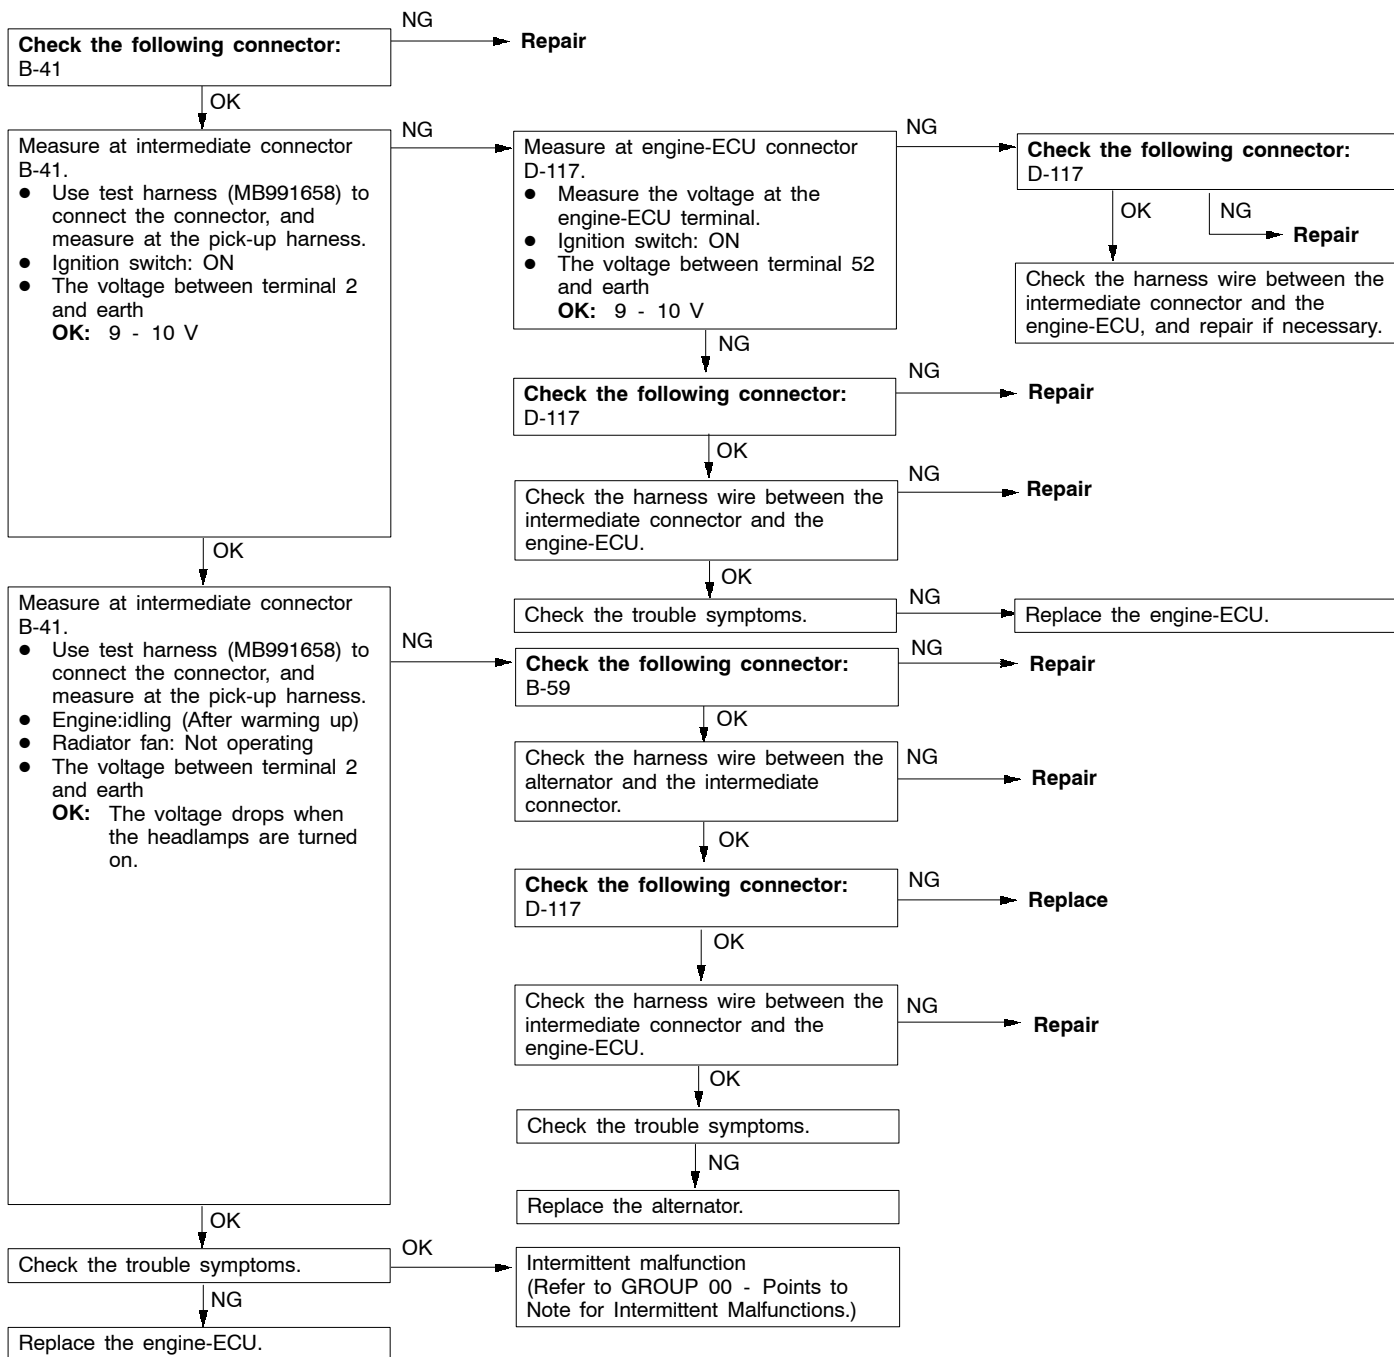 NG
Check the following connector:
B-41
Repair
OK
Measure at intermediate connector
B-41.
● Use test harness (MB991658) to
connect the connector, and
measure at the pick-up harness.
● Ignition switch: ON
● The voltage between terminal 2
and earth
OK: 9 - 10 V
NG
Measure at engine-ECU connector
D-117.
● Measure the voltage at the
engine-ECU terminal.
● Ignition switch: ON
● The voltage between terminal 52
and earth
OK: 9 - 10 V
NG
Check the following connector:
D-117
OK
NG
Repair
Check the harness wire between the
intermediate connector and the
engine-ECU, and repair if necessary.
NG
Check the following connector:
D-117
NG
Repair
OK
Check the harness wire between the
intermediate connector and the
engine-ECU.
NG
Repair
OK
Check the trouble symptoms.
NG
Replace the engine-ECU.
OK
Measure at intermediate connector
B-41.
● Use test harness (MB991658) to
connect the connector, and
measure at the pick-up harness.
● Engine:idling (After warming up)
● Radiator fan: Not operating
● The voltage between terminal 2
and earth
OK: The voltage drops when
the headlamps are turned
on.
NG
Check the following connector:
B-59
NG
Repair
OK
Check the harness wire between the
alternator and the intermediate
connector.
NG
Repair
OK
Check the following connector:
D-117
NG
Replace
OK
Check the harness wire between the
intermediate connector and the
engine-ECU.
NG
Repair
OK
Check the trouble symptoms.
NG
Replace the alternator.
OK
Check the trouble symptoms.
OK
Intermittent malfunction
(Refer to GROUP 00 - Points to
Note for Intermittent Malfunctions.)
NG
Replace the engine-ECU.